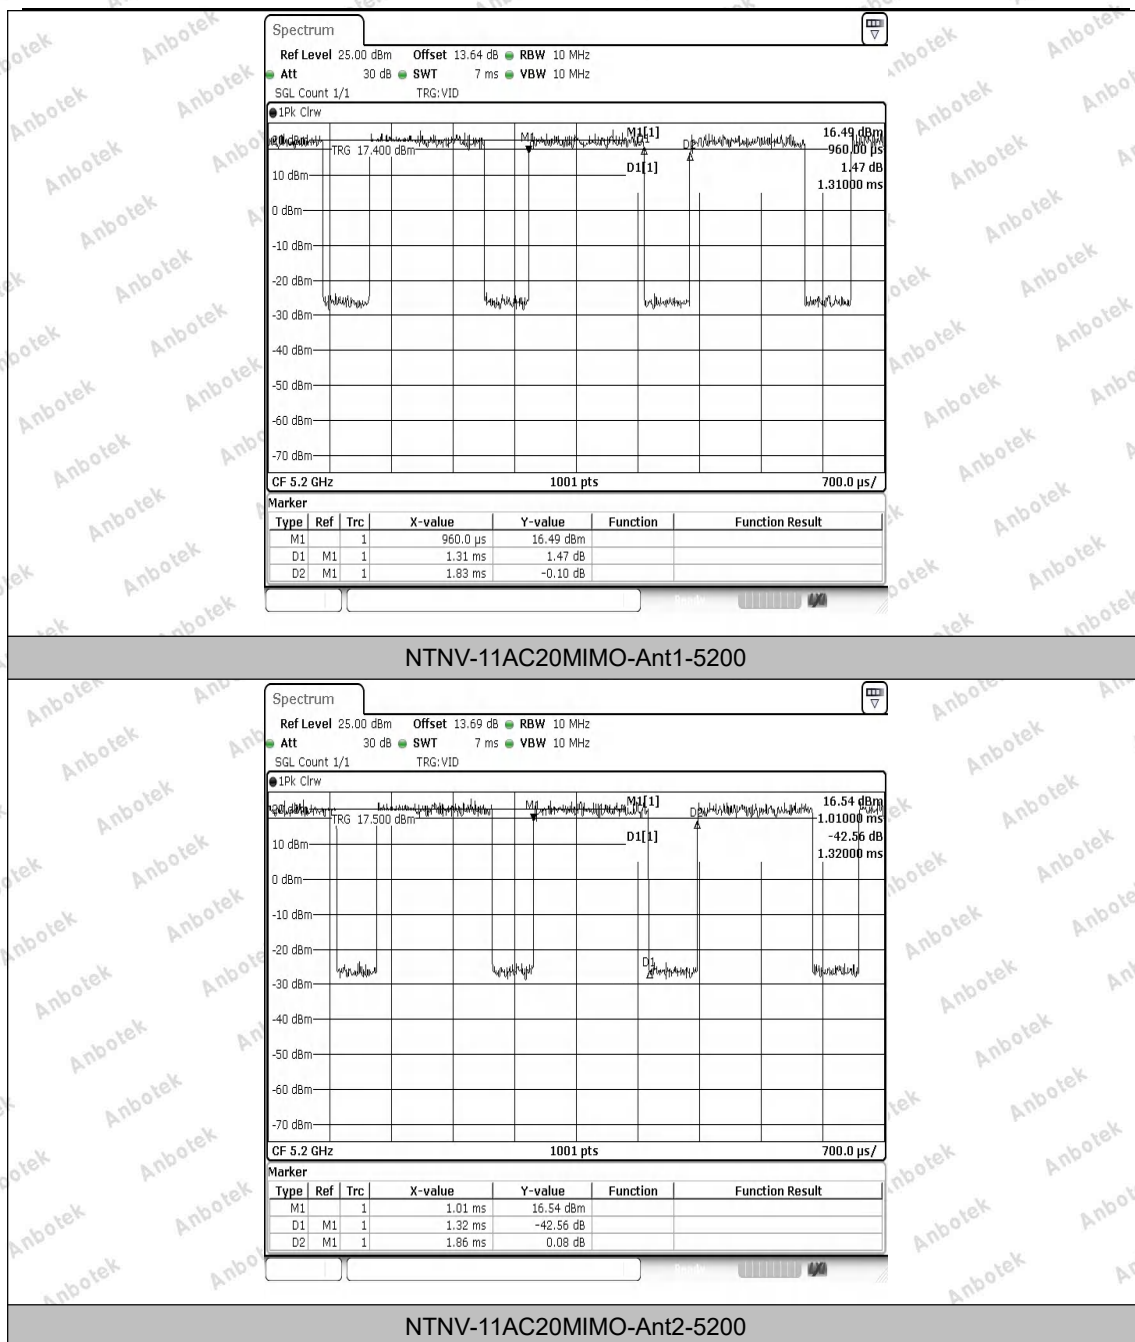 Spectrum
Ref Level 25.00 dBm Offset 13.64 dB RBW 10 MHz
Att 30 dB SWT 7 ms VBW 10 MHz
SGL Count 1/1 TRG:VID
1Pk Clrw
M1[1] 16.49 dBm
960.00 µs
D1[1] 1.47 dB
1.31000 ms
20 dBm
TRG 17.400 dBm
M1
D1
D2
10 dBm
0 dBm
-10 dBm
-20 dBm
-30 dBm
-40 dBm
-50 dBm
-60 dBm
-70 dBm
CF 5.2 GHz 1001 pts 700.0 µs/
Marker
Type Ref Trc X-value Y-value Function Function Result
M1 1 960.0 µs 16.49 dBm
D1 M1 1 1.31 ms 1.47 dB
D2 M1 1 1.83 ms -0.10 dB
NTNV-11AC20MIMO-Ant1-5200
Spectrum
Ref Level 25.00 dBm Offset 13.69 dB RBW 10 MHz
Att 30 dB SWT 7 ms VBW 10 MHz
SGL Count 1/1 TRG:VID
1Pk Clrw
M1[1] 16.54 dBm
1.01000 ms
D1[1] -42.56 dB
1.32000 ms
20 dBm
TRG 17.500 dBm
M1
D2
10 dBm
0 dBm
-10 dBm
-20 dBm
D1
-30 dBm
-40 dBm
-50 dBm
-60 dBm
-70 dBm
CF 5.2 GHz 1001 pts 700.0 µs/
Marker
Type Ref Trc X-value Y-value Function Function Result
M1 1 1.01 ms 16.54 dBm
D1 M1 1 1.32 ms -42.56 dB
D2 M1 1 1.86 ms 0.08 dB
NTNV-11AC20MIMO-Ant2-5200
Anbotek